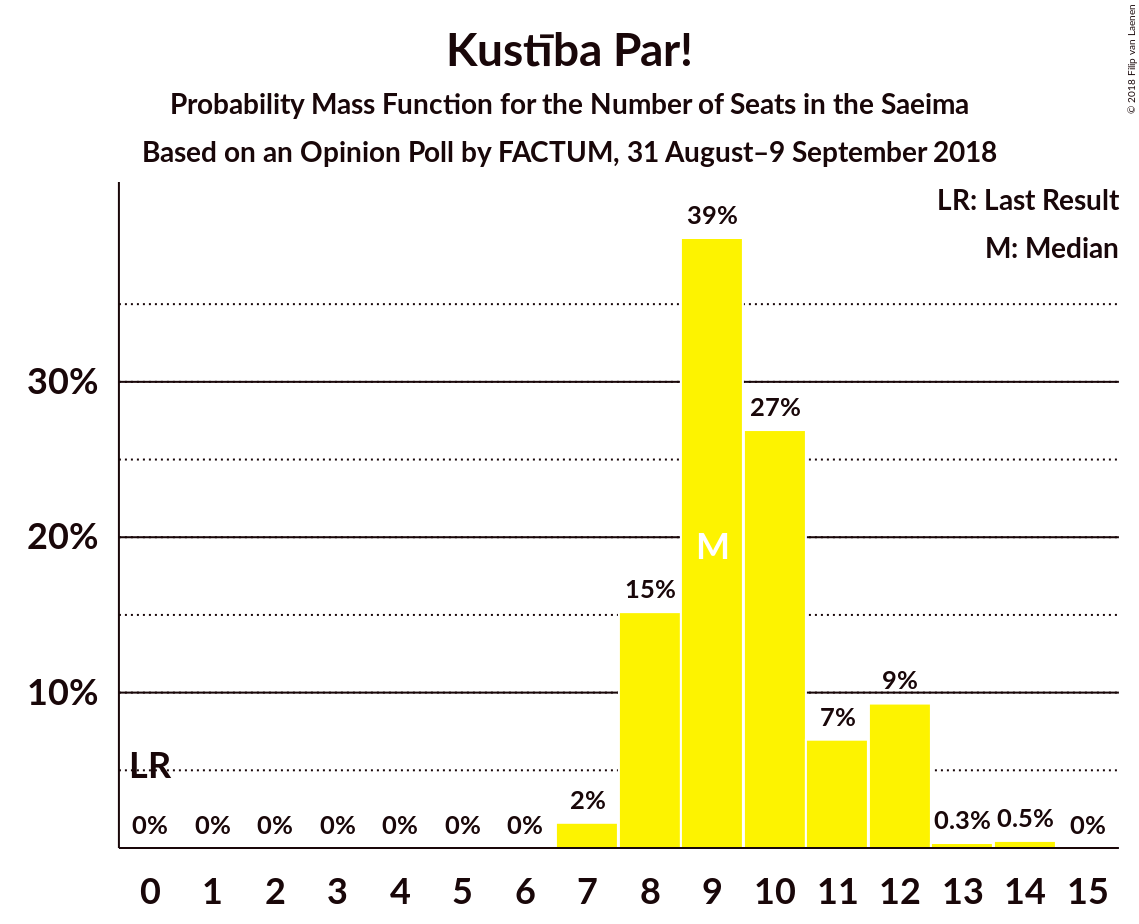 Kustība Par!
Probability Mass Function for the Number of Seats in the Saeima
Based on an Opinion Poll by FACTUM, 31 August–9 September 2018
© 2018 Filip van Laenen
LR: Last Result
M: Median
39%
30%
27%
20%
M
15%
10%
9%
7%
LR
0% 0% 0% 0% 0% 0% 0% 2% 0.3% 0.5% 0%
0 1 2 3 4 5 6 7 8 9 10 11 12 13 14 15